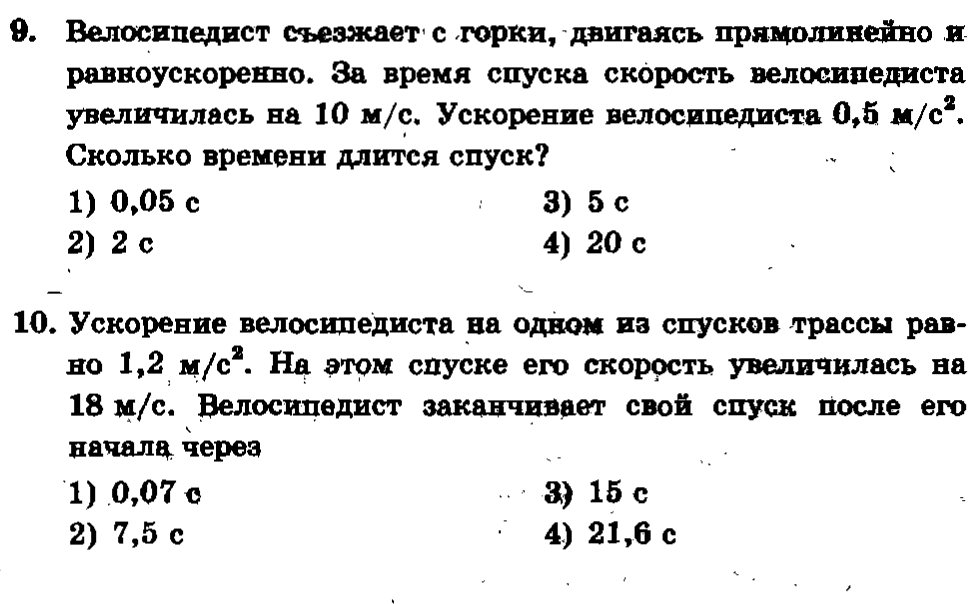 9. Велосипедист съезжает с горки, двигаясь прямолинейно и
равноускоренно. За время спуска скорость велосипедиста
увеличилась на 10 м/с. Ускорение велосипедиста 0,5 м/с².
Сколько времени длится спуск?
1) 0,05 с 3) 5 с
2) 2 с 4) 20 с
10. Ускорение велосипедиста на одном из спусков трассы рав-
но 1,2 м/с². На этом спуске его скорость увеличилась на
18 м/с. Велосипедист заканчивает свой спуск после его
начала через
1) 0,07 с 3) 15 с
2) 7,5 с 4) 21,6 с